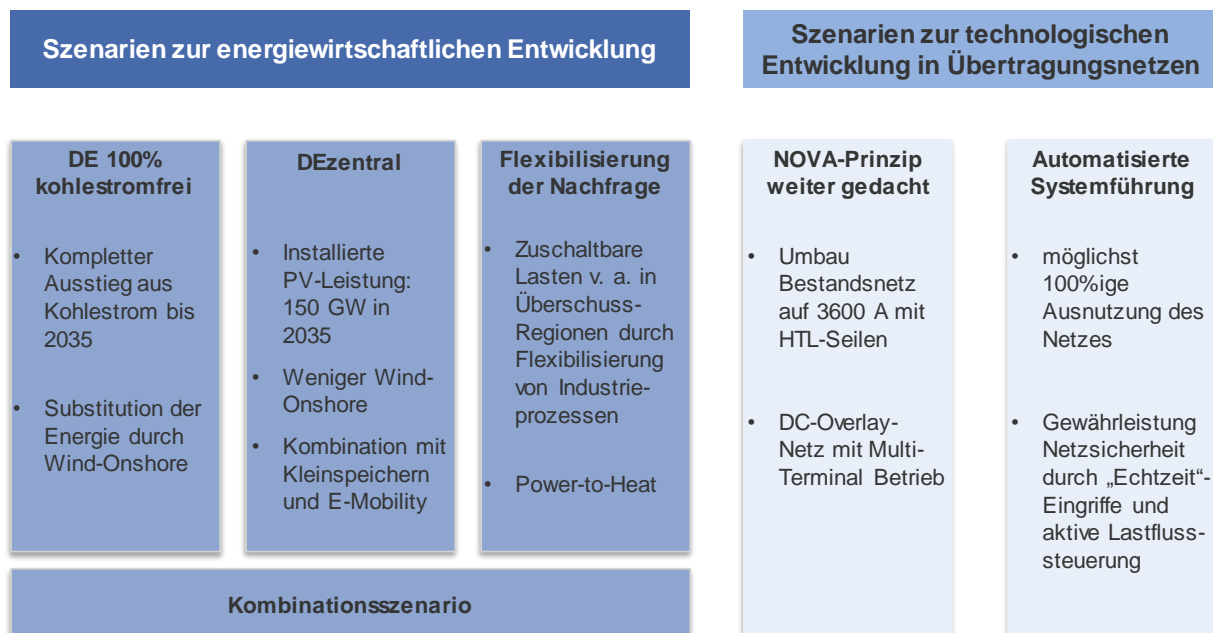 Szenarien zur energiewirtschaftlichen Entwicklung
Szenarien zur technologischen
Entwicklung in Übertragungsnetzen
DE 100%
kohlestromfrei
• Kompletter
Ausstieg aus
Kohlestrom bis
2035
• Substitution der
Energie durch
Wind-Onshore
DEzentral
• Installierte
PV-Leistung:
150 GW in
2035
• Weniger Wind-
Onshore
• Kombination mit
Kleinspeichern
und E-Mobility
Flexibilisierung
der Nachfrage
• Zuschaltbare
Lasten v. a. in
Überschuss-
Regionen durch
Flexibilisierung
von Industrie-
prozessen
• Power-to-Heat
Kombinationsszenario
NOVA-Prinzip
weiter gedacht
• Umbau
Bestandsnetz
auf 3600 A mit
HTL-Seilen
• DC-Overlay-
Netz mit Multi-
Terminal Betrieb
Automatisierte
Systemführung
• möglichst
100%ige
Ausnutzung des
Netzes
• Gewährleistung
Netzsicherheit
durch „Echtzeit“-
Eingriffe und
aktive Lastfluss-
steuerung